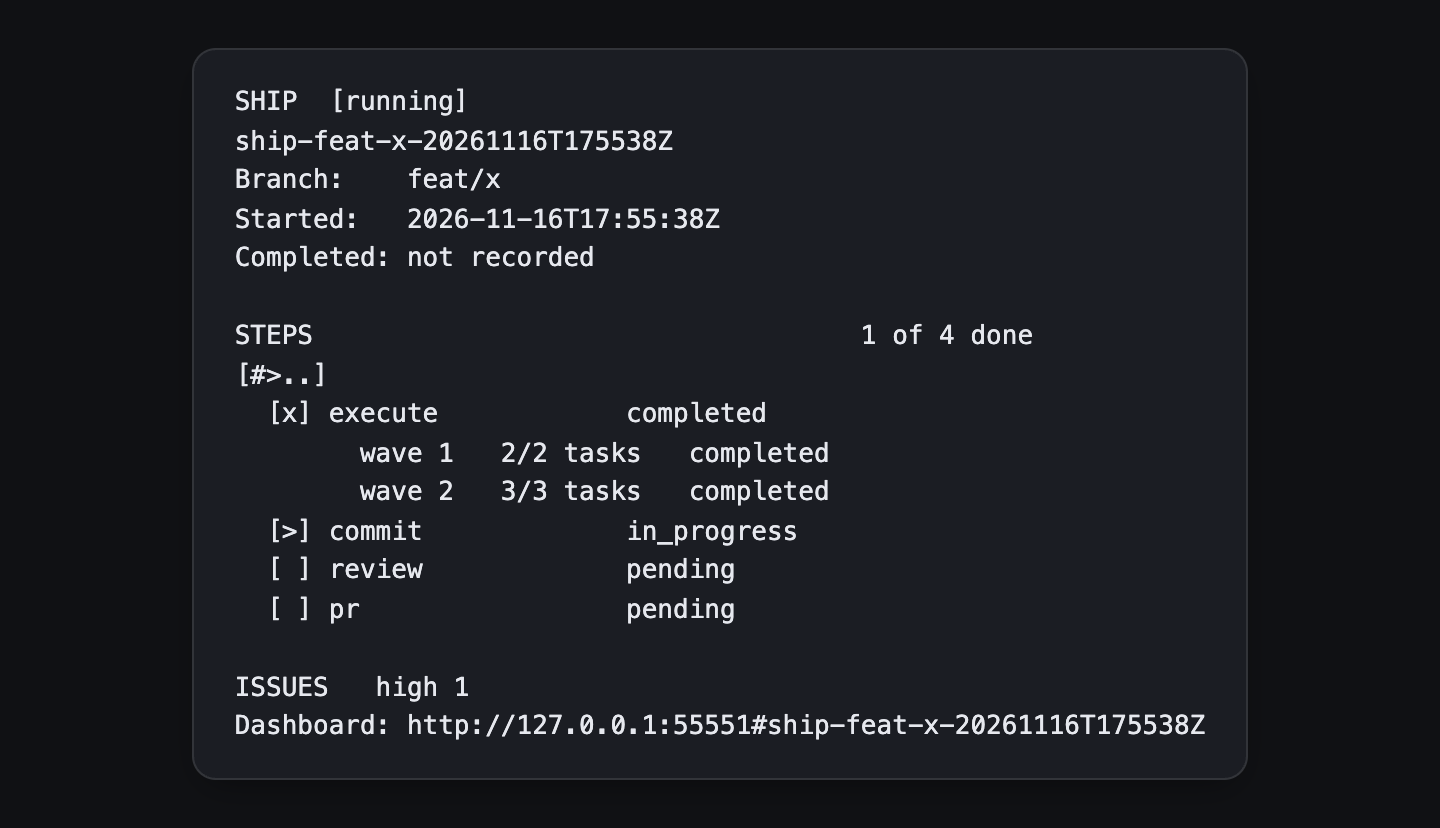 SHIP  [running]
ship-feat-x-20261116T175538Z
Branch:    feat/x
Started:   2026-11-16T17:55:38Z
Completed: not recorded

STEPS                                   1 of 4 done
[#>..]
  [x] execute            completed
        wave 1   2/2 tasks   completed
        wave 2   3/3 tasks   completed
  [>] commit             in_progress
  [ ] review             pending
  [ ] pr                 pending

ISSUES   high 1
Dashboard: http://127.0.0.1:55551#ship-feat-x-20261116T175538Z